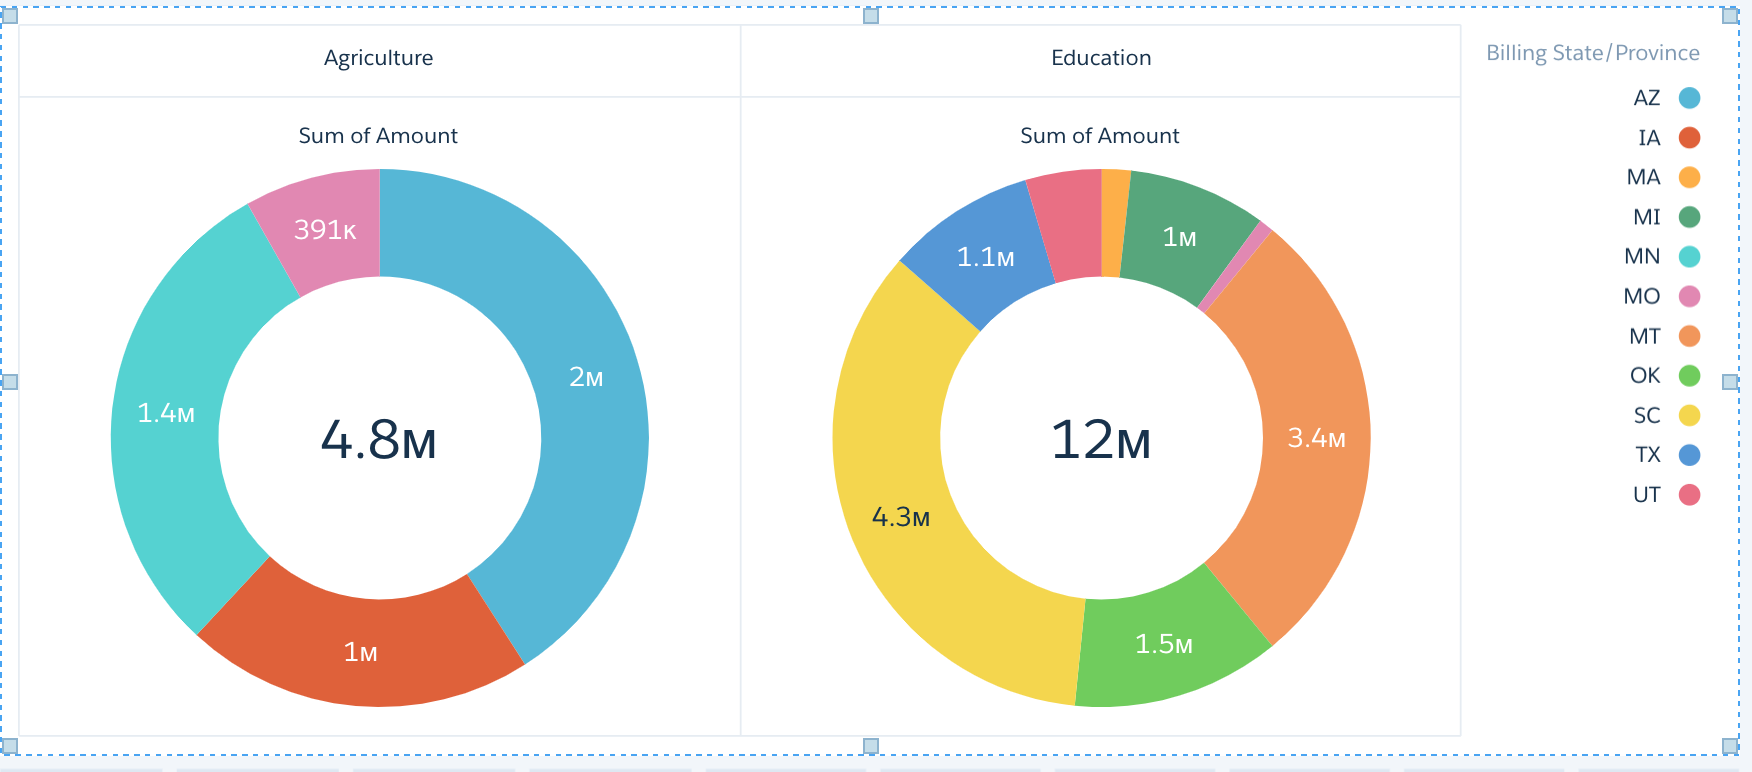 Agriculture
Sum of Amount
391K
2M
1.4M
4.8M
1M
Education
Sum of Amount
1M
1.1M
3.4M
12M
4.3M
1.5M
Billing State/Province
AZ
IA
MA
MI
MN
MO
MT
OK
SC
TX
UT